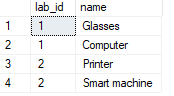 lab_id name
1 1 Glasses
2 1 Computer
3 2 Printer
4 2 Smart machine